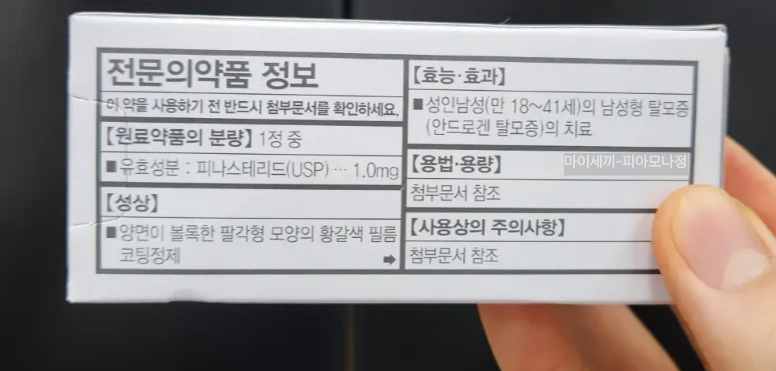 전문의약품 정보
이 약을 사용하기 전 반드시 첨부문서를 확인하세요.
【원료약품의 분량】 1정 중
■유효성분 : 피나스테리드(USP) … 1.0mg
【성상】
■양면이 볼록한 팔각형 모양의 황갈색 필름
코팅정제
【효능·효과】
■성인남성(만 18~41세)의 남성형 탈모증
(안드로겐 탈모증)의 치료
【용법·용량】
마이세끼-피아모나정
첨부문서 참조
【사용상의 주의사항】
첨부문서 참조